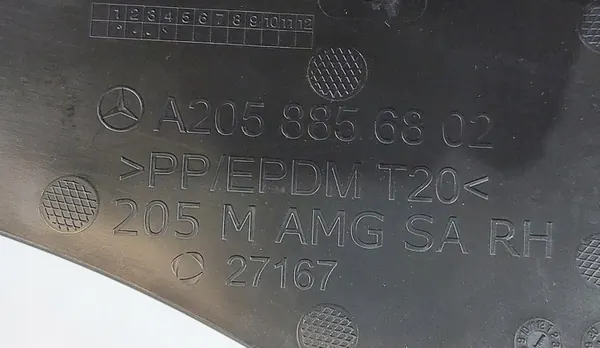 1 2 3 4 5 6 7 8 9 10 11 12
A205 885 68 02
>PP/EPDM T20<
205 M AMG SA RH
27167